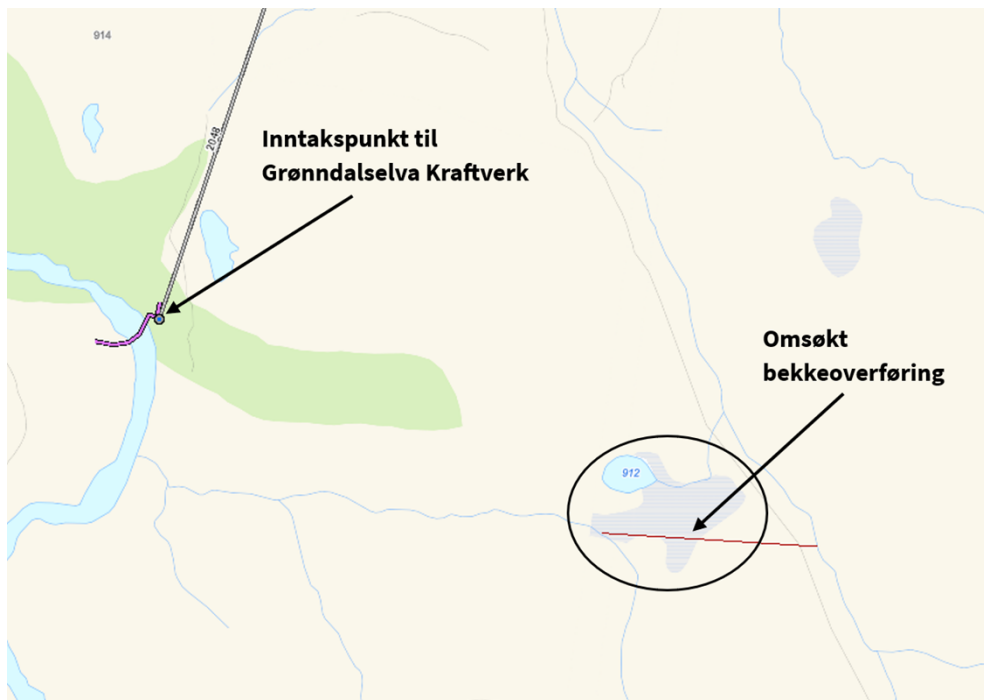 914
2048
Inntakspunkt til
Grønndalselva Kraftverk
Omsøkt
bekkeoverføring
912